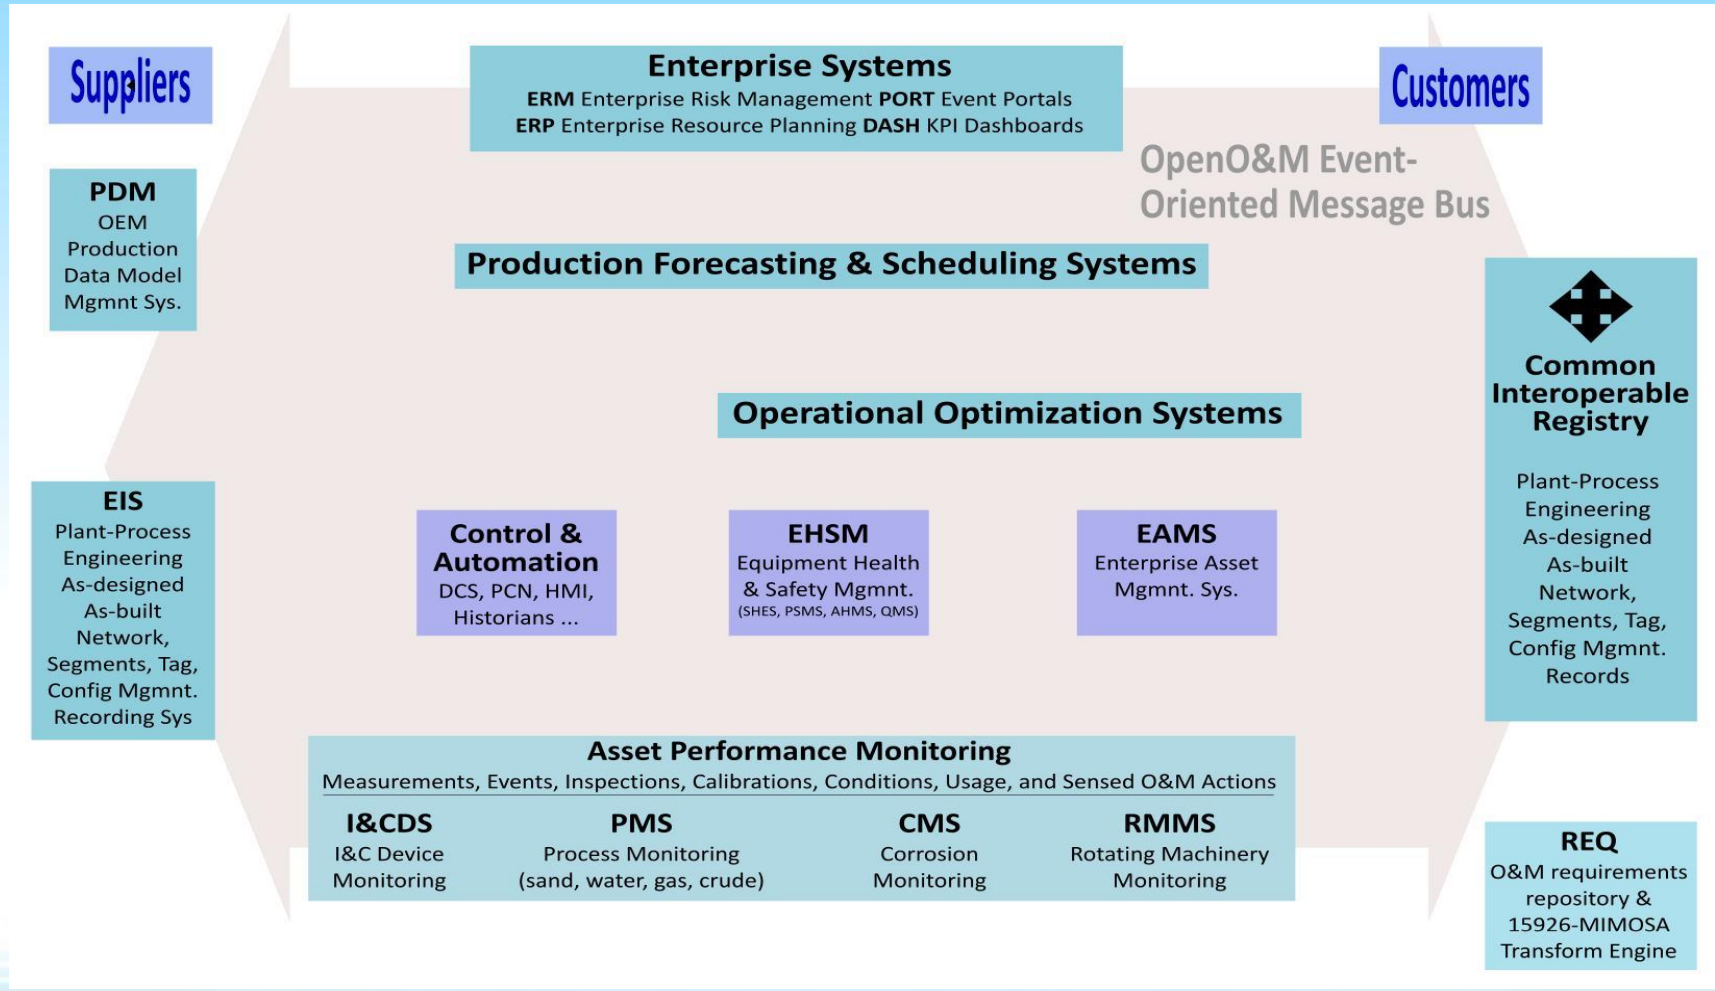 Suppliers
Enterprise Systems
ERM Enterprise Risk Management PORT Event Portals
ERP Enterprise Resource Planning DASH KPI Dashboards
Customers
OpenO&M Event-
Oriented Message Bus
PDM
OEM
Production
Data Model
Mgmnt Sys.
Production Forecasting & Scheduling Systems
Common
Interoperable
Registry
Plant-Process
Engineering
As-designed
As-built
Network,
Segments, Tag,
Config Mgmnt.
Records
Operational Optimization Systems
EIS
Plant-Process
Engineering
As-designed
As-built
Network,
Segments, Tag,
Config Mgmnt.
Recording Sys
Control &
Automation
DCS, PCN, HMI,
Historians ...
EHSM
Equipment Health
& Safety Mgmnt.
(SHES, PSMS, AHMS, QMS)
EAMS
Enterprise Asset
Mgmnt. Sys.
Asset Performance Monitoring
Measurements, Events, Inspections, Calibrations, Conditions, Usage, and Sensed O&M Actions
I&CDS
I&C Device
Monitoring
PMS
Process Monitoring
(sand, water, gas, crude)
CMS
Corrosion
Monitoring
RMMS
Rotating Machinery
Monitoring
REQ
O&M requirements
repository &
15926-MIMOSA
Transform Engine